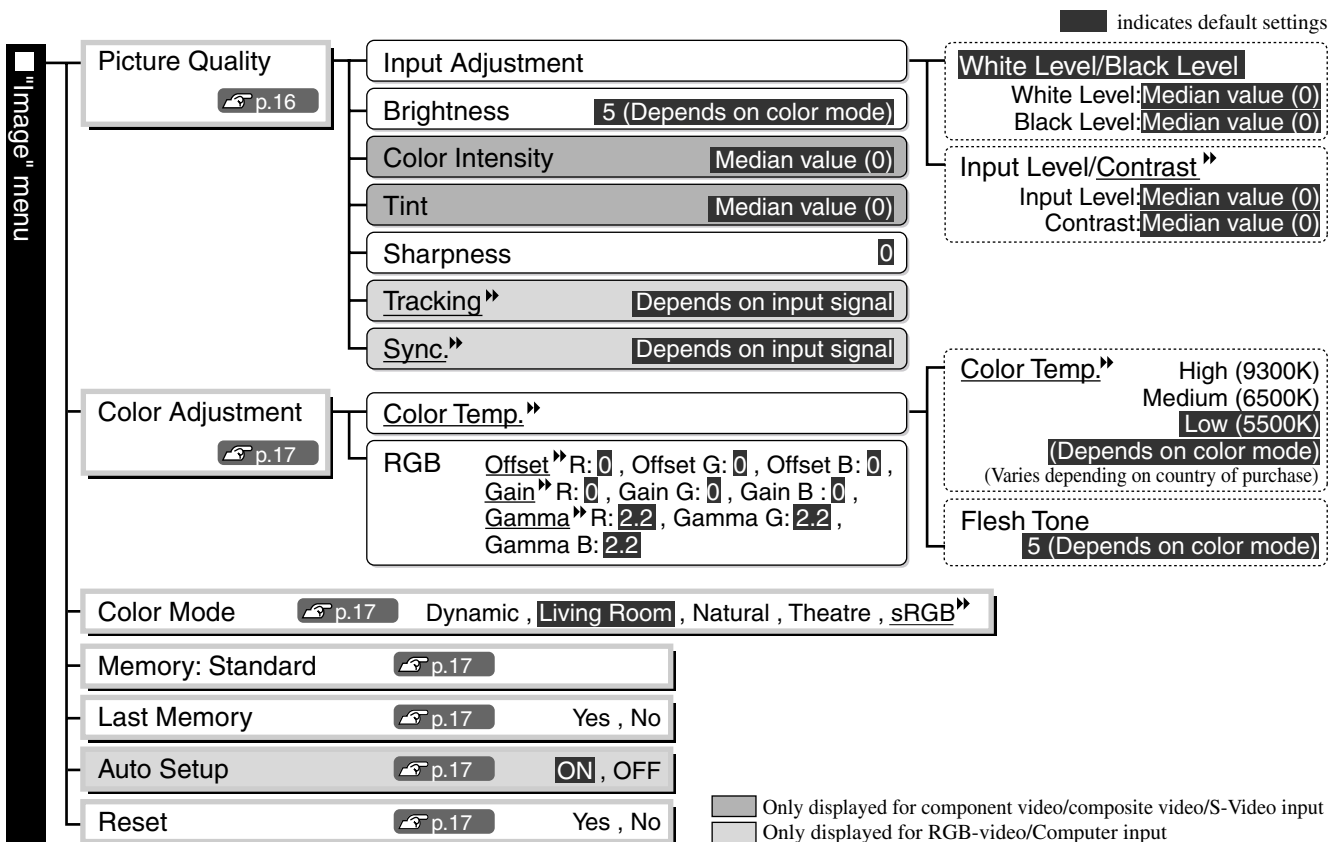 indicates default settings
"Image" menu
Picture Quality
p.16
Input Adjustment
White Level/Black Level
White Level:Median value (0)
Black Level:Median value (0)
Input Level/Contrast
Input Level:Median value (0)
Contrast:Median value (0)
Brightness 5 (Depends on color mode)
Color Intensity Median value (0)
Tint Median value (0)
Sharpness 0
Tracking Depends on input signal
Sync. Depends on input signal
Color Adjustment
p.17
Color Temp.
Color Temp. High (9300K)
Medium (6500K)
Low (5500K)
(Depends on color mode)
(Varies depending on country of purchase)
Flesh Tone
5 (Depends on color mode)
RGB Offset R: 0 , Offset G: 0 , Offset B: 0 ,
Gain R: 0 , Gain G: 0 , Gain B : 0 ,
Gamma R: 2.2 , Gamma G: 2.2 ,
Gamma B: 2.2
Color Mode p.17 Dynamic , Living Room , Natural , Theatre , sRGB
Memory: Standard p.17
Last Memory p.17 Yes , No
Auto Setup p.17 ON , OFF
Reset p.17 Yes , No
Only displayed for component video/composite video/S-Video input
Only displayed for RGB-video/Computer input